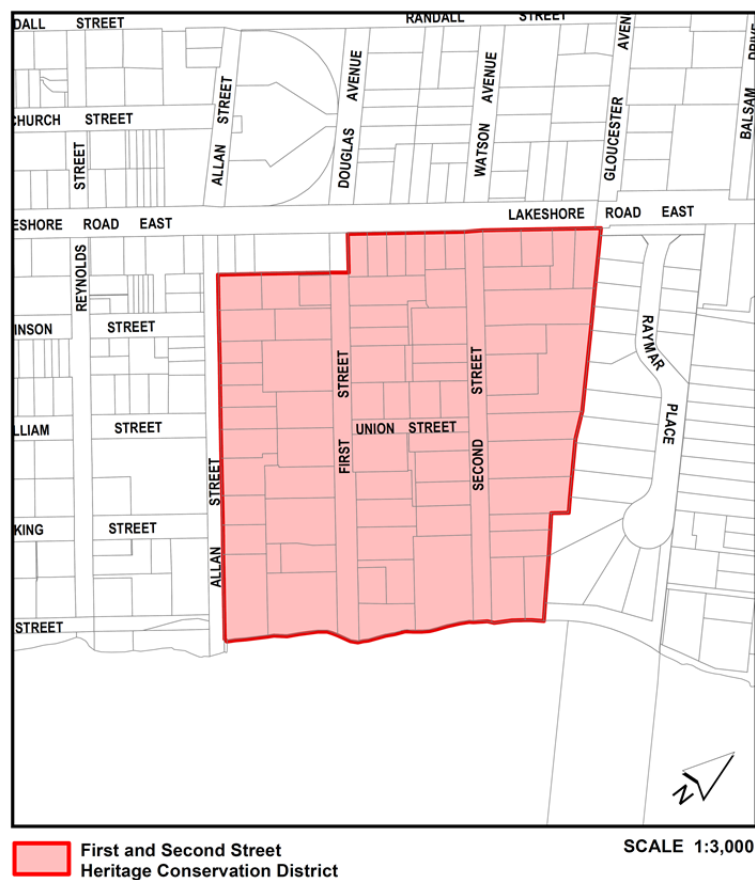 DALL STREET
RANDALL STREET
CHURCH STREET
STREET
ALLAN STREET
DOUGLAS AVENUE
WATSON AVENUE
GLOUCESTER AVENU
BALSAM DRIVE
ESHORE ROAD EAST
LAKESHORE ROAD EAST
REYNOLDS
INSON STREET
LLIAM STREET
KING STREET
STREET
ALLAN STREET
FIRST STREET
UNION STREET
SECOND STREET
RAYMAR PLACE
N
First and Second Street
Heritage Conservation District
SCALE 1:3,000